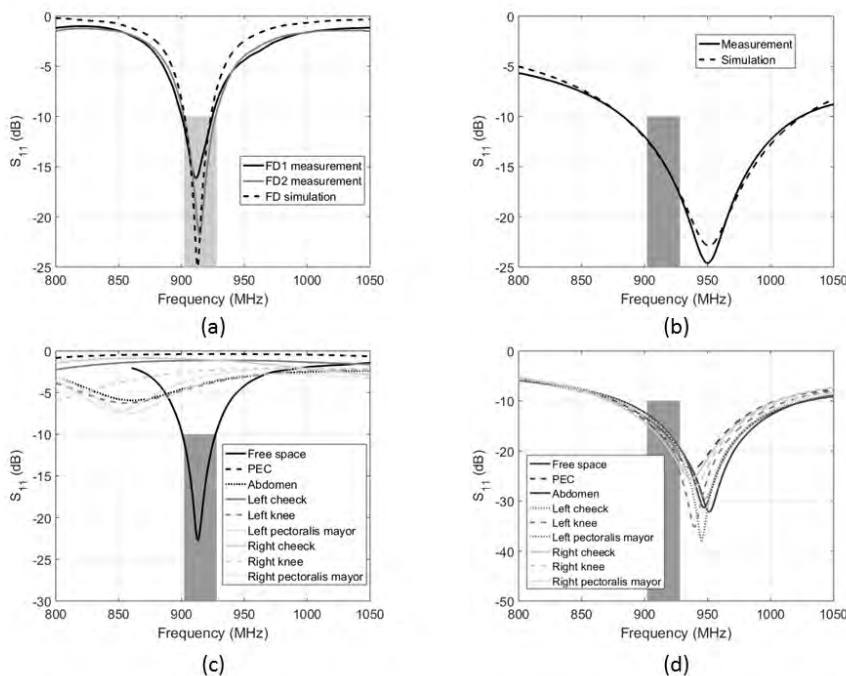 0
-5
-10
-15
-20
-25
S11 (dB)
800 850 900 950 1000 1050
Frequency (MHz)
FD1 measurement
FD2 measurement
FD simulation
(a)
0
-5
-10
-15
-20
-25
S11 (dB)
800 850 900 950 1000 1050
Frequency (MHz)
Measurement
Simulation
(b)
0
-5
-10
-15
-20
-25
-30
S11 (dB)
800 850 900 950 1000 1050
Frequency (MHz)
Free space
PEC
Abdomen
Left cheeck
Left knee
Left pectoralis mayor
Right cheeck
Right knee
Right pectoralis mayor
(c)
0
-10
-20
-30
-40
-50
S11 (dB)
800 850 900 950 1000 1050
Frequency (MHz)
Free space
PEC
Abdomen
Left cheeck
Left knee
Left pectoralis mayor
Right cheeck
Right knee
Right pectoralis mayor
(d)